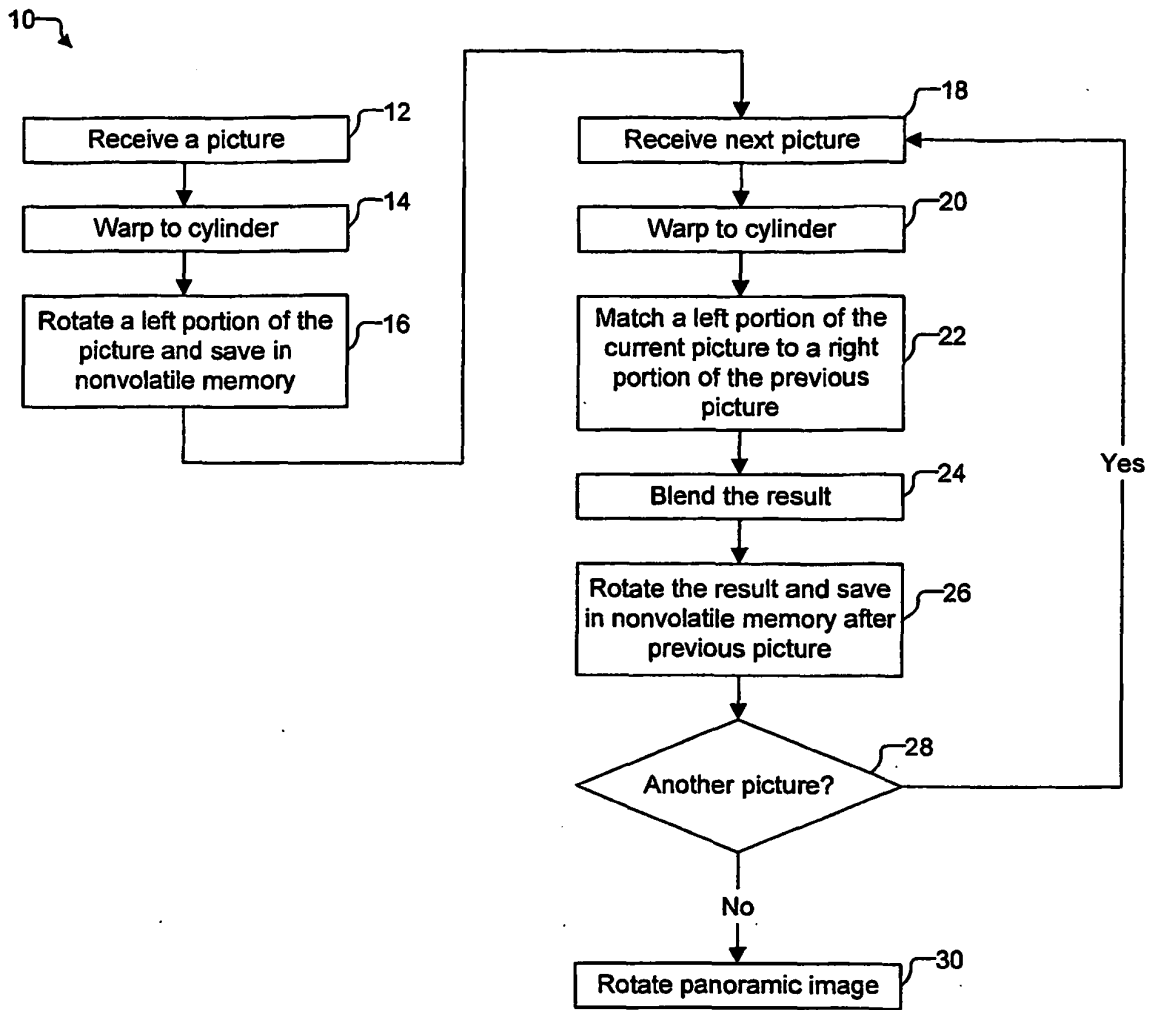 10
12
Receive a picture
14
Warp to cylinder
Rotate a left portion of the
picture and save in
nonvolatile memory
16
18
Receive next picture
20
Warp to cylinder
Match a left portion of the
current picture to a right
portion of the previous
picture
22
24
Blend the result
Rotate the result and save
in nonvolatile memory after
previous picture
26
28
Another picture?
Yes
No
30
Rotate panoramic image